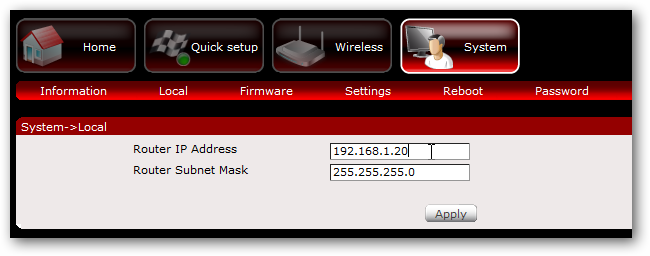 Home Quick setup Wireless System
Information Local Firmware Settings Reboot Password
System->Local
Router IP Address 192.168.1.20
Router Subnet Mask 255.255.255.0
Apply